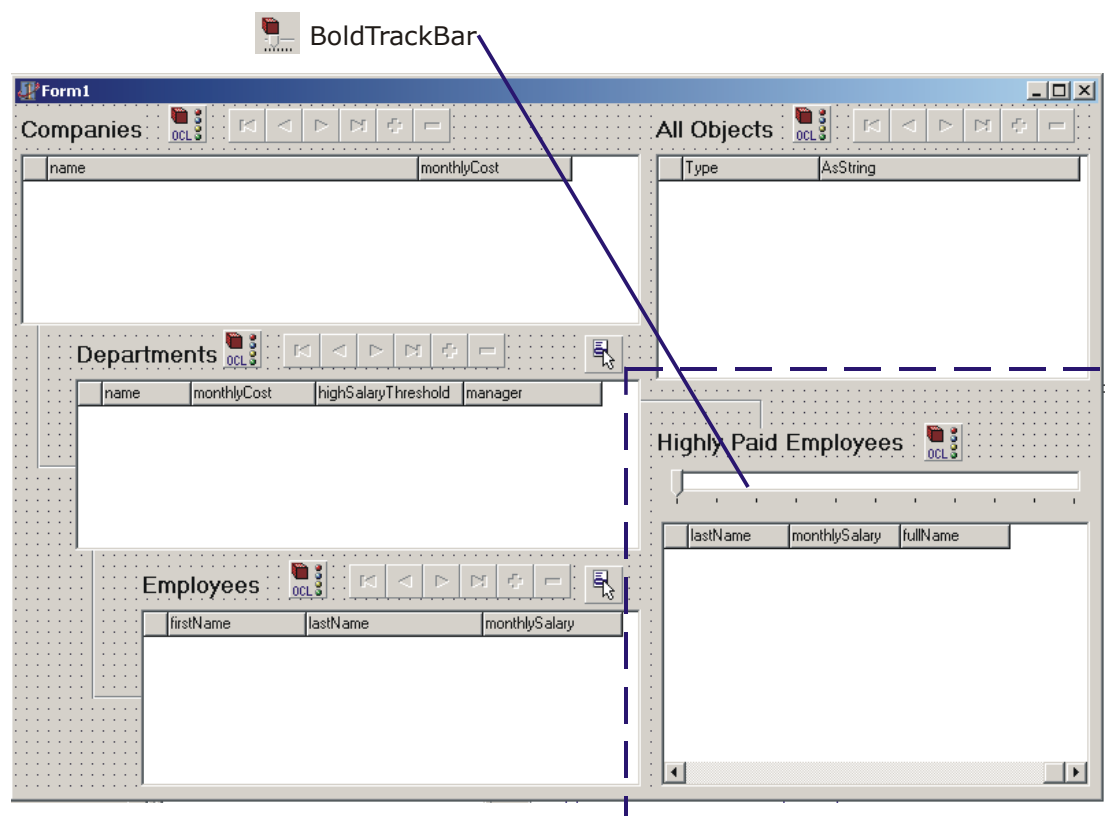 BoldTrackBar
Form1
Companies OCL
All Objects OCL
name monthlyCost
Type AsString
Departments OCL
name monthlyCost highSalaryThreshold manager
Highly Paid Employees OCL
lastName monthlySalary fullName
Employees OCL
firstName lastName monthlySalary